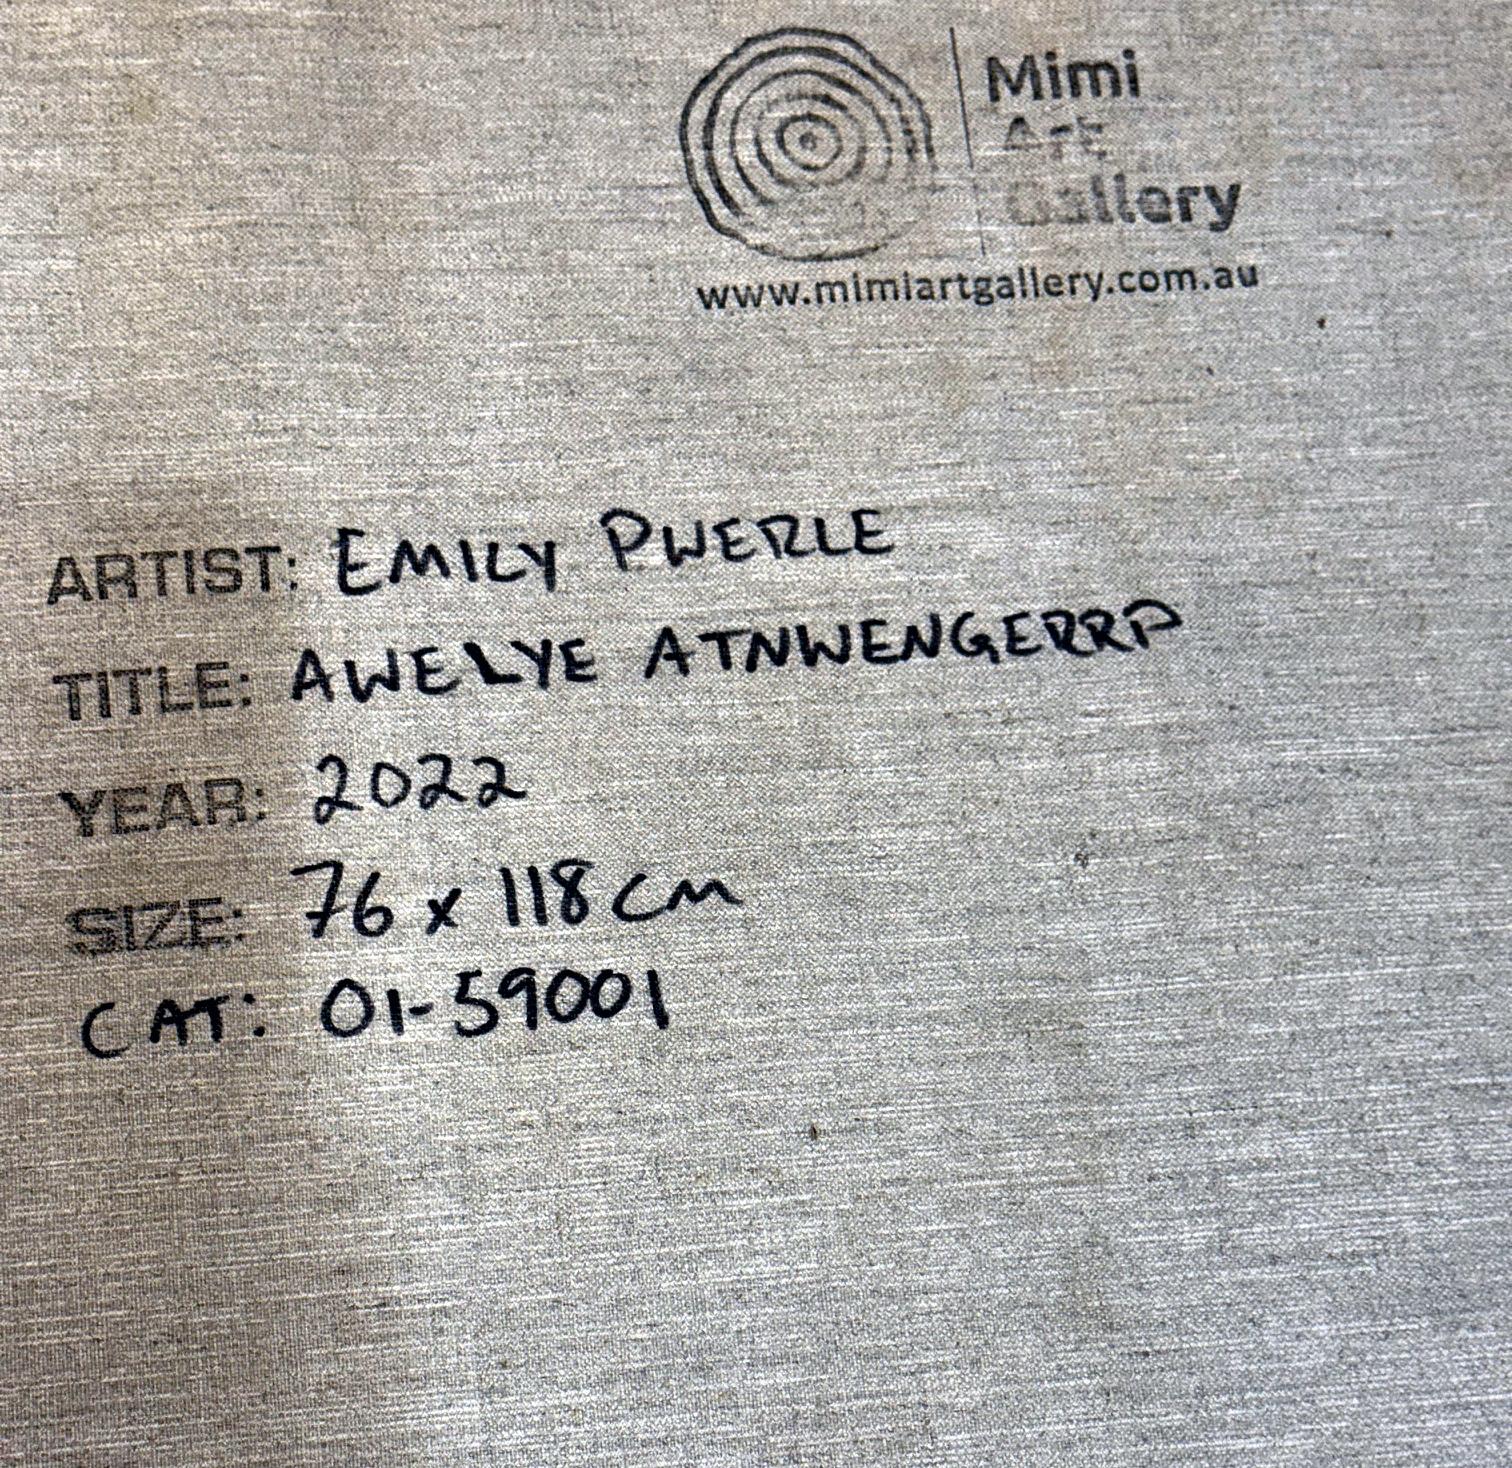 Mimi
Art
Gallery
www.mimiartgallery.com.au
ARTIST: EMILY PWERLE
TITLE: AWELYE ATNWENGERRP
YEAR: 2022
SIZE: 76 x 118 cm
CAT: 01-59001